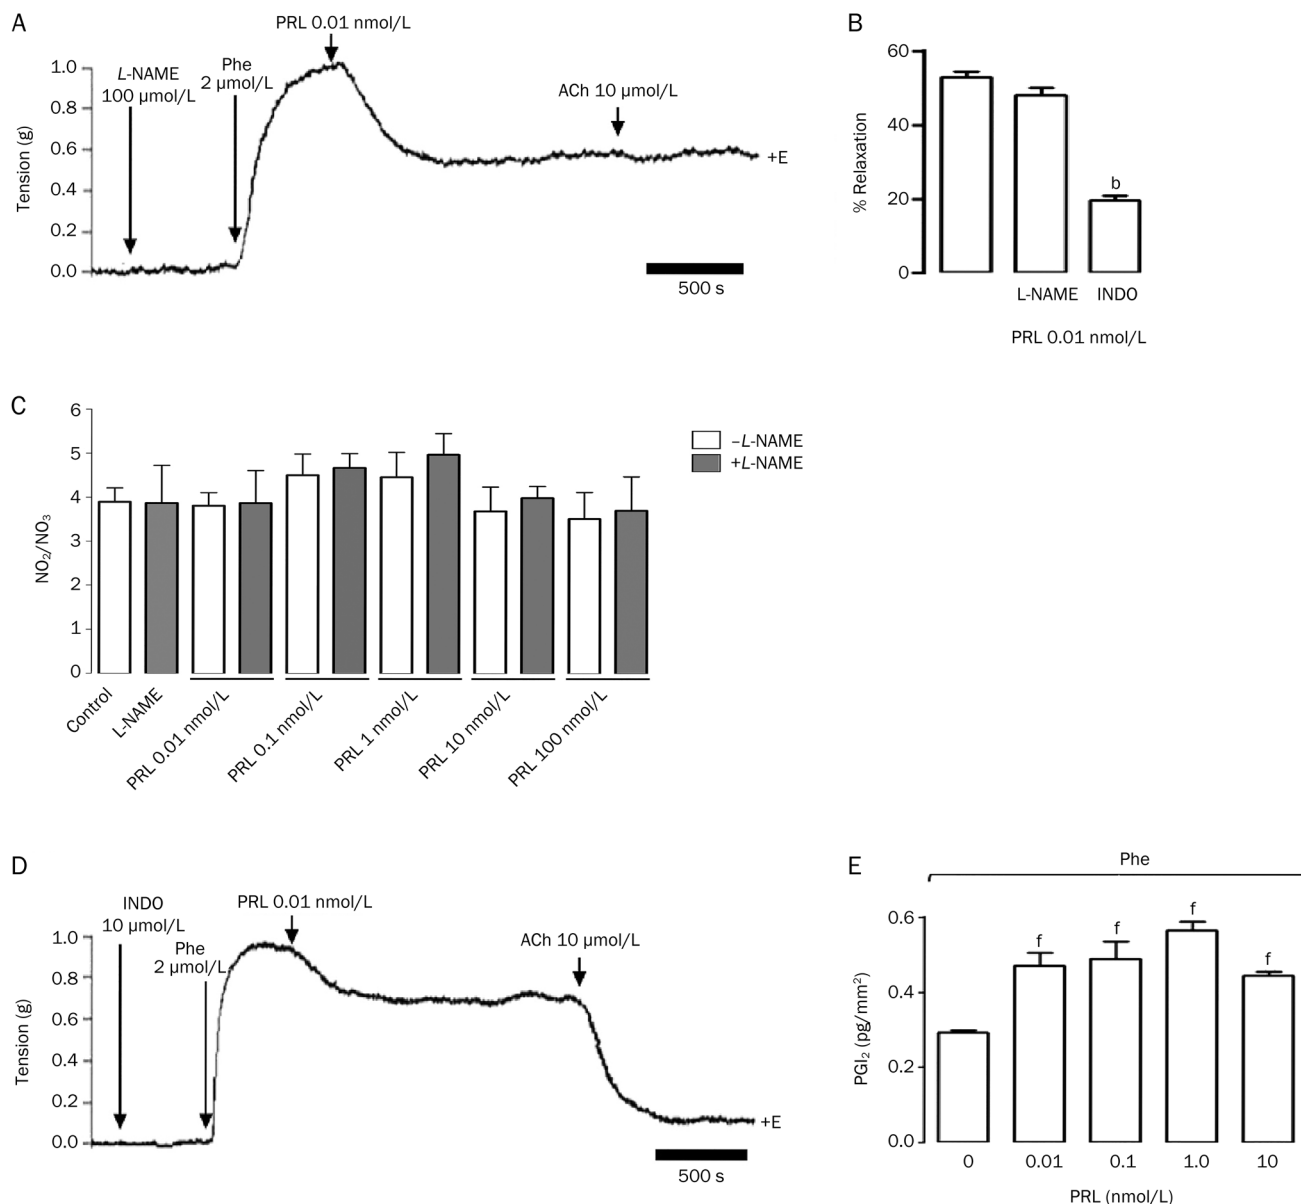 A
PRL 0.01 nmol/L
L-NAME
100 µmol/L
Phe
2 µmol/L
ACh 10 µmol/L
1.0
0.8
0.6
0.4
0.2
0.0
Tension (g)
+E
500 s
B
60
40
20
0
% Relaxation
b
L-NAME INDO
PRL 0.01 nmol/L
C
6
5
4
3
2
1
0
NO₂/NO₃
–L-NAME
+L-NAME
Control
L-NAME
PRL 0.01 nmol/L
PRL 0.1 nmol/L
PRL 1 nmol/L
PRL 10 nmol/L
PRL 100 nmol/L
D
INDO
10 µmol/L
Phe
2 µmol/L
PRL 0.01 nmol/L
ACh 10 µmol/L
1.0
0.8
0.6
0.4
0.2
0.0
Tension (g)
+E
500 s
E
Phe
0.6
0.4
0.2
0.0
PGI₂ (pg/mm²)
f
f
f
f
0 0.01 0.1 1.0 10
PRL (nmol/L)